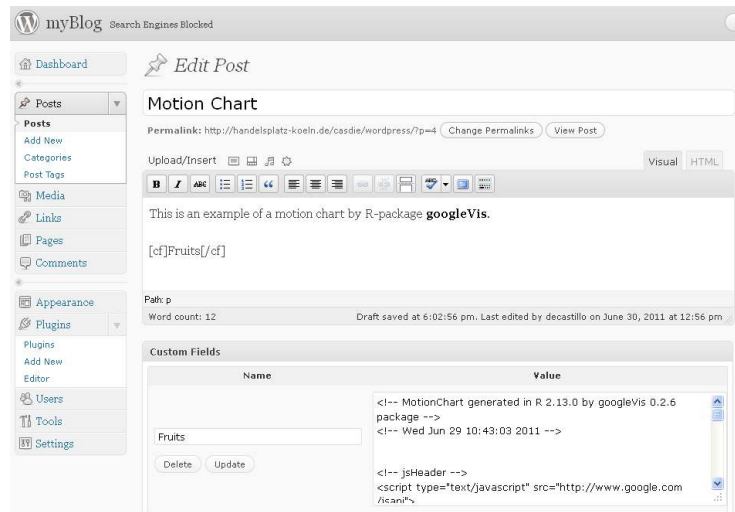 myBlog Search Engines Blocked
Dashboard
Posts
Posts
Add New
Categories
Post Tags
Media
Links
Pages
Comments
Appearance
Plugins
Plugins
Add New
Editor
Users
Tools
Settings
Edit Post
Motion Chart
Permalink: http://handelsplatz-koeln.de/casdie/wordpress/?p=4 Change Permalinks View Post
Upload/Insert Visual HTML
B I ABC
This is an example of a motion chart by R-package googleVis.
[cf]Fruits[/cf]
Path: p
Word count: 12 Draft saved at 6:02:56 pm. Last edited by decastillo on June 30, 2011 at 12:56 pm
Custom Fields
Name Value
Fruits
Delete Update
<!-- MotionChart generated in R 2.13.0 by googleVis 0.2.6
package -->
<!-- Wed Jun 29 10:43:03 2011 -->
<!-- jsHeader -->
<script type="text/javascript" src="http://www.google.com
/jsapi">